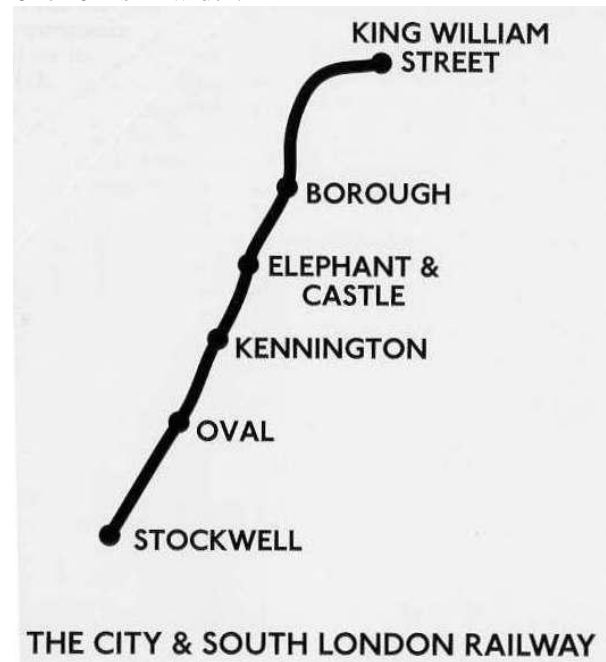 KING WILLIAM
STREET
BOROUGH
ELEPHANT &
CASTLE
KENNINGTON
OVAL
STOCKWELL
THE CITY & SOUTH LONDON RAILWAY